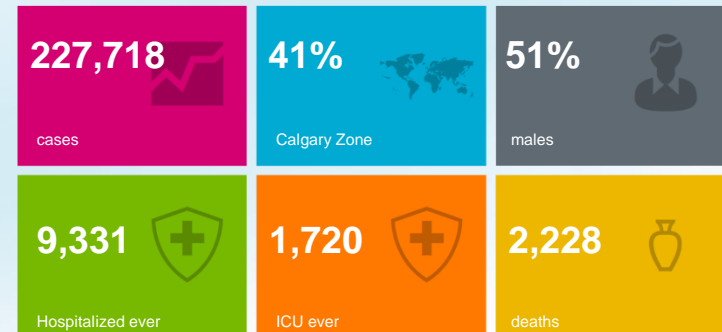 227,718
cases
41%
Calgary Zone
51%
males
9,331
Hospitalized ever
1,720
ICU ever
2,228
deaths